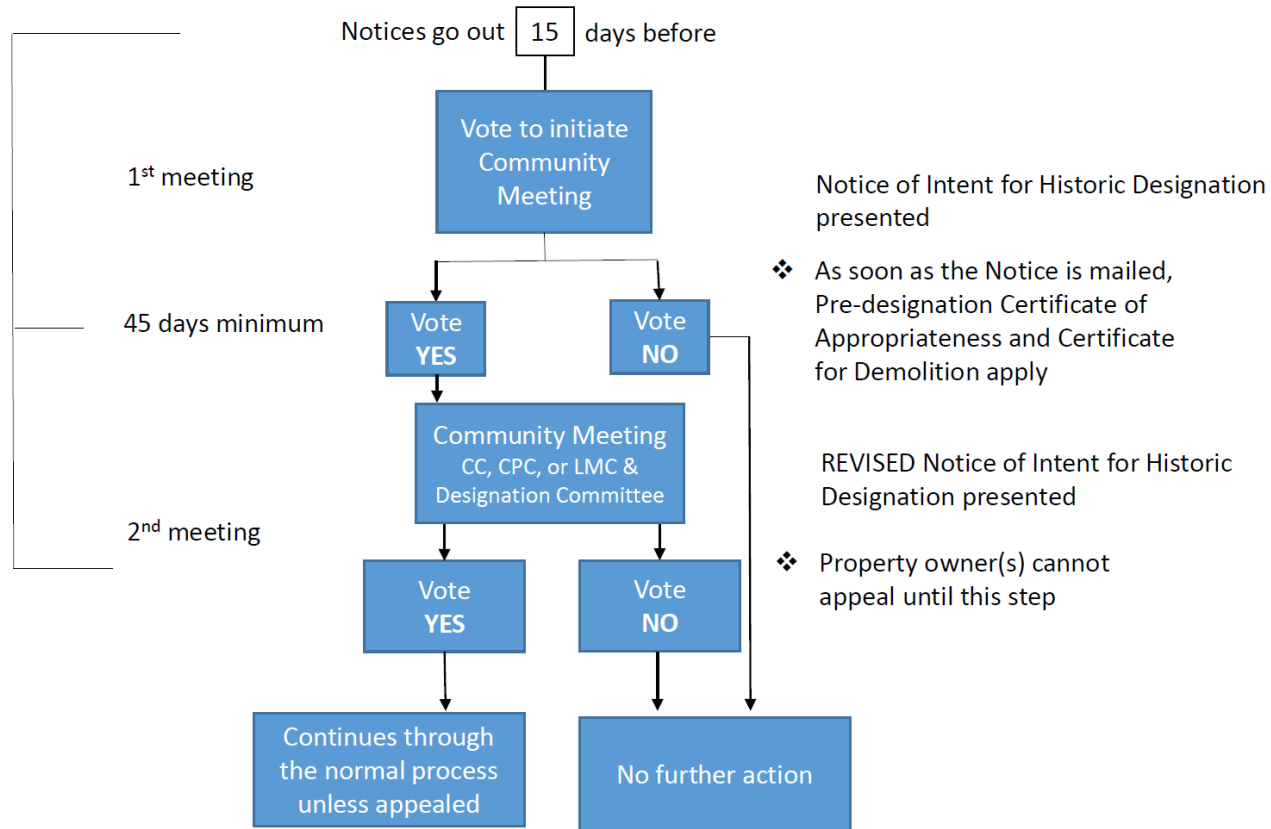 Notices go out 15 days before
Vote to initiate
Community
Meeting
1st meeting
Notice of Intent for Historic Designation
presented
❖ As soon as the Notice is mailed,
Pre-designation Certificate of
Appropriateness and Certificate
for Demolition apply
45 days minimum
Vote
YES
Vote
NO
Community Meeting
CC, CPC, or LMC &
Designation Committee
REVISED Notice of Intent for Historic
Designation presented
2nd meeting
❖ Property owner(s) cannot
appeal until this step
Vote
YES
Vote
NO
Continues through
the normal process
unless appealed
No further action